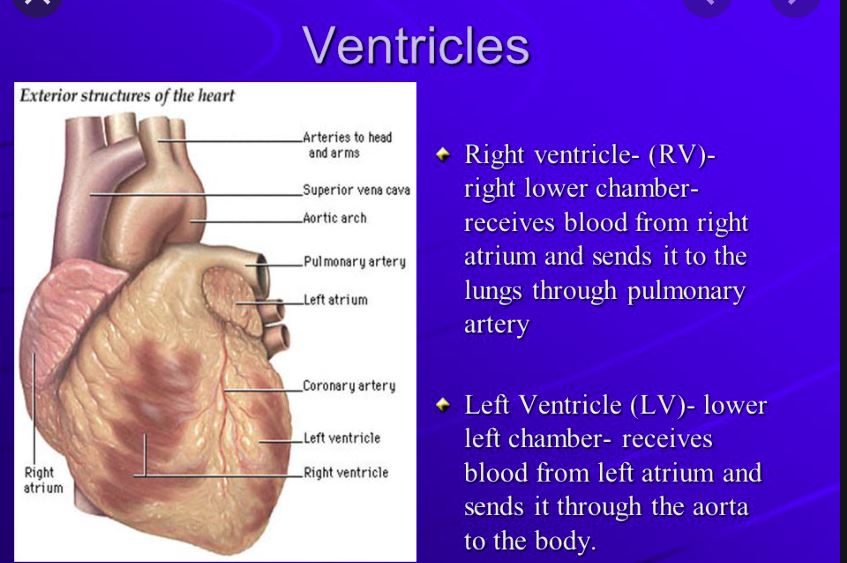 Ventricles
Exterior structures of the heart
Arteries to head
and arms
Superior vena cava
Aortic arch
Pulmonary artery
Left atrium
Coronary artery
Left ventricle
Right ventricle
Right
atrium
Right ventricle- (RV)-
right lower chamber-
receives blood from right
atrium and sends it to the
lungs through pulmonary
artery
Left Ventricle (LV)- lower
left chamber- receives
blood from left atrium and
sends it through the aorta
to the body.